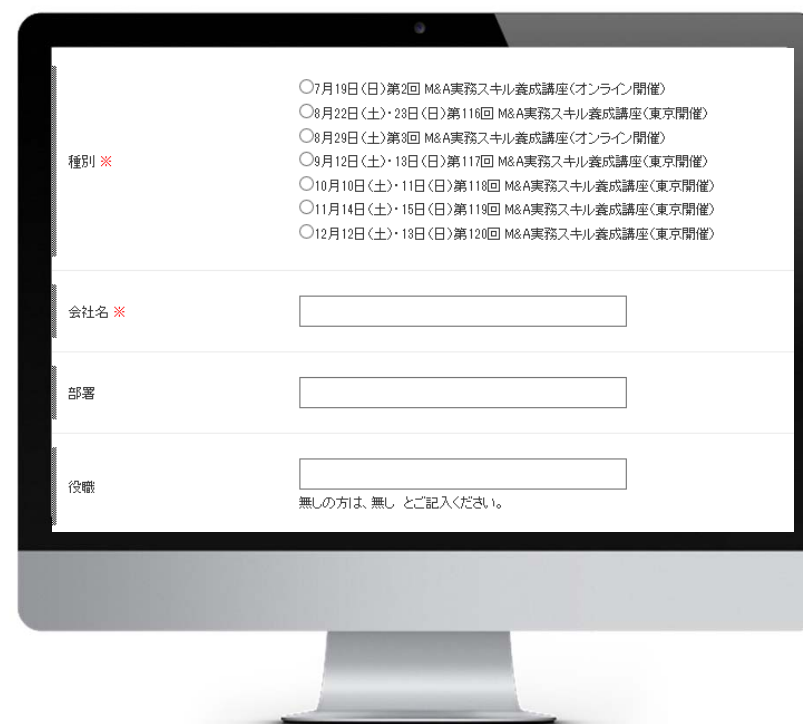 種別 ※
○7月19日(日)第2回 M&A実務スキル養成講座(オンライン開催)
○8月22日(土)・23日(日)第116回 M&A実務スキル養成講座(東京開催)
○8月29日(土)第3回 M&A実務スキル養成講座(オンライン開催)
○9月12日(土)・13日(日)第117回 M&A実務スキル養成講座(東京開催)
○10月10日(土)・11日(日)第118回 M&A実務スキル養成講座(東京開催)
○11月14日(土)・15日(日)第119回 M&A実務スキル養成講座(東京開催)
○12月12日(土)・13日(日)第120回 M&A実務スキル養成講座(東京開催)
会社名 ※
部署
役職
無しの方は、無し とご記入ください。